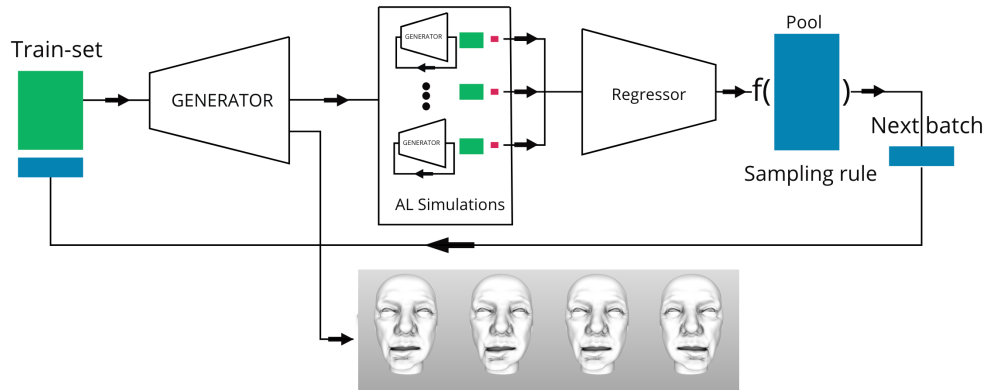 Train-set
GENERATOR
GENERATOR
GENERATOR
AL Simulations
Regressor
Pool
f( )
Sampling rule
Next batch